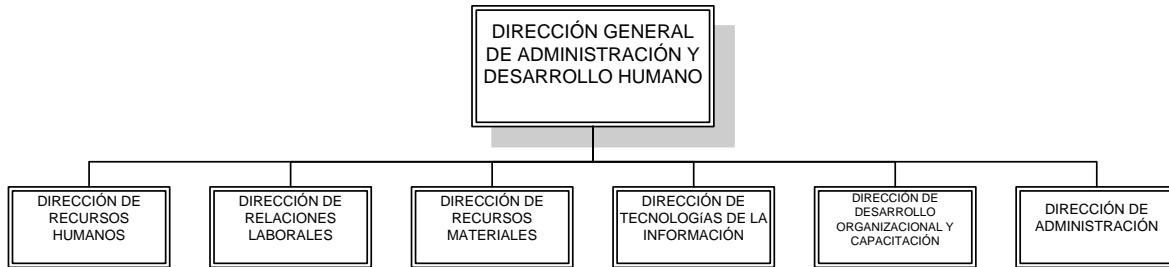 DIRECCIÓN GENERAL
DE ADMINISTRACIÓN Y
DESARROLLO HUMANO
DIRECCIÓN DE
RECURSOS
HUMANOS
DIRECCIÓN DE
RELACIONES
LABORALES
DIRECCIÓN DE
RECURSOS
MATERIALES
DIRECCIÓN DE
TECNOLOGíAS DE LA
INFORMACIÓN
DIRECCIÓN DE
DESARROLLO
ORGANIZACIONAL Y
CAPACITACIÓN
DIRECCIÓN DE
ADMINISTRACIÓN